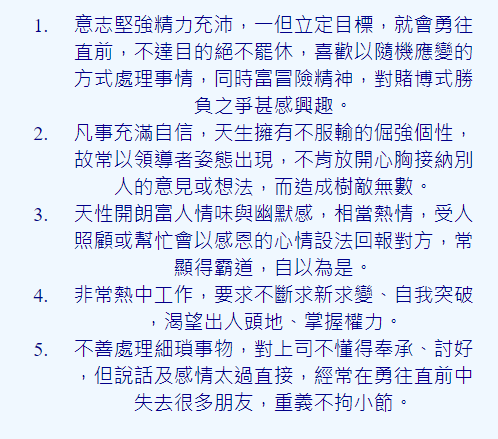 1. 意志堅強精力充沛，一但立定目標，就會勇往
直前，不達目的絕不罷休，喜歡以隨機應變的
方式處理事情，同時富冒險精神，對賭博式勝
負之爭甚感興趣。
2. 凡事充滿自信，天生擁有不服輸的倔強個性，
故常以領導者姿態出現，不肯放開心胸接納別
人的意見或想法，而造成樹敵無數。
3. 天性開朗富人情味與幽默感，相當熱情，受人
照顧或幫忙會以感恩的心情設法回報對方，常
顯得霸道，自以為是。
4. 非常熱中工作，要求不斷求新求變、自我突破
，渴望出人頭地、掌握權力。
5. 不善處理細瑣事物，對上司不懂得奉承、討好
，但說話及感情太過直接，經常在勇往直前中
失去很多朋友，重義不拘小節。